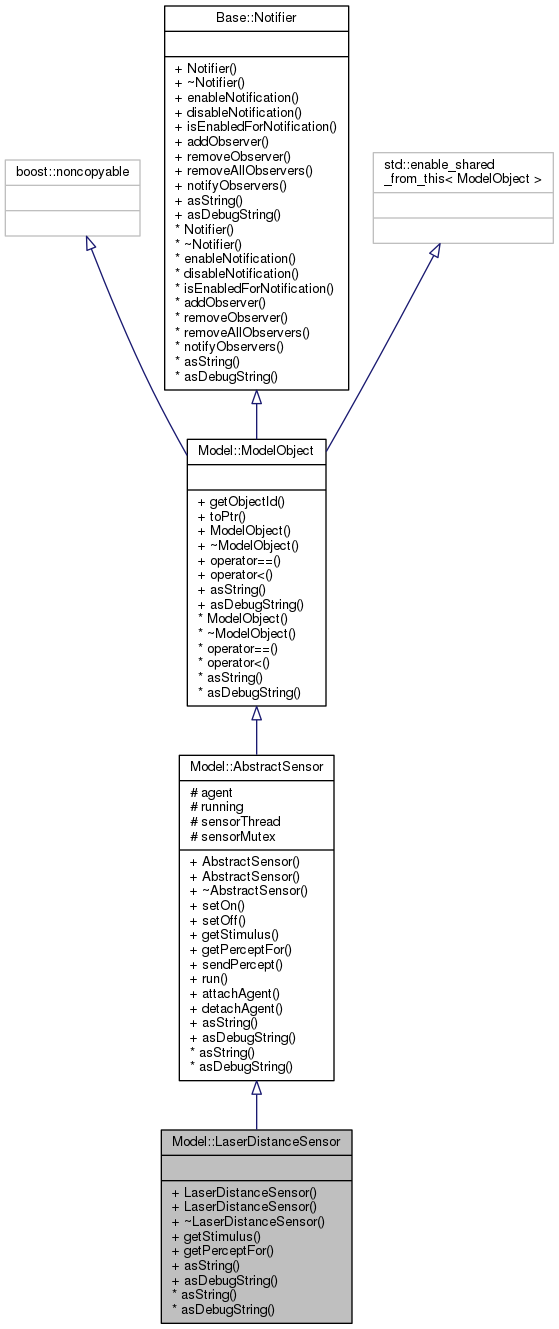 Base::Notifier
+ Notifier()
+ ~Notifier()
+ enableNotification()
+ disableNotification()
+ isEnabledForNotification()
+ addObserver()
+ removeObserver()
+ removeAllObservers()
+ notifyObservers()
+ asString()
+ asDebugString()
* Notifier()
* ~Notifier()
* enableNotification()
* disableNotification()
* isEnabledForNotification()
* addObserver()
* removeObserver()
* removeAllObservers()
* notifyObservers()
* asString()
* asDebugString()
boost::noncopyable
std::enable_shared
_from_this< ModelObject >
Model::ModelObject
+ getObjectId()
+ toPtr()
+ ModelObject()
+ ~ModelObject()
+ operator==()
+ operator<()
+ asString()
+ asDebugString()
* ModelObject()
* ~ModelObject()
* operator==()
* operator<()
* asString()
* asDebugString()
Model::AbstractSensor
# agent
# running
# sensorThread
# sensorMutex
+ AbstractSensor()
+ AbstractSensor()
+ ~AbstractSensor()
+ setOn()
+ setOff()
+ getStimulus()
+ getPerceptFor()
+ sendPercept()
+ run()
+ attachAgent()
+ detachAgent()
+ asString()
+ asDebugString()
* asString()
* asDebugString()
Model::LaserDistanceSensor
+ LaserDistanceSensor()
+ LaserDistanceSensor()
+ ~LaserDistanceSensor()
+ getStimulus()
+ getPerceptFor()
+ asString()
+ asDebugString()
* asString()
* asDebugString()